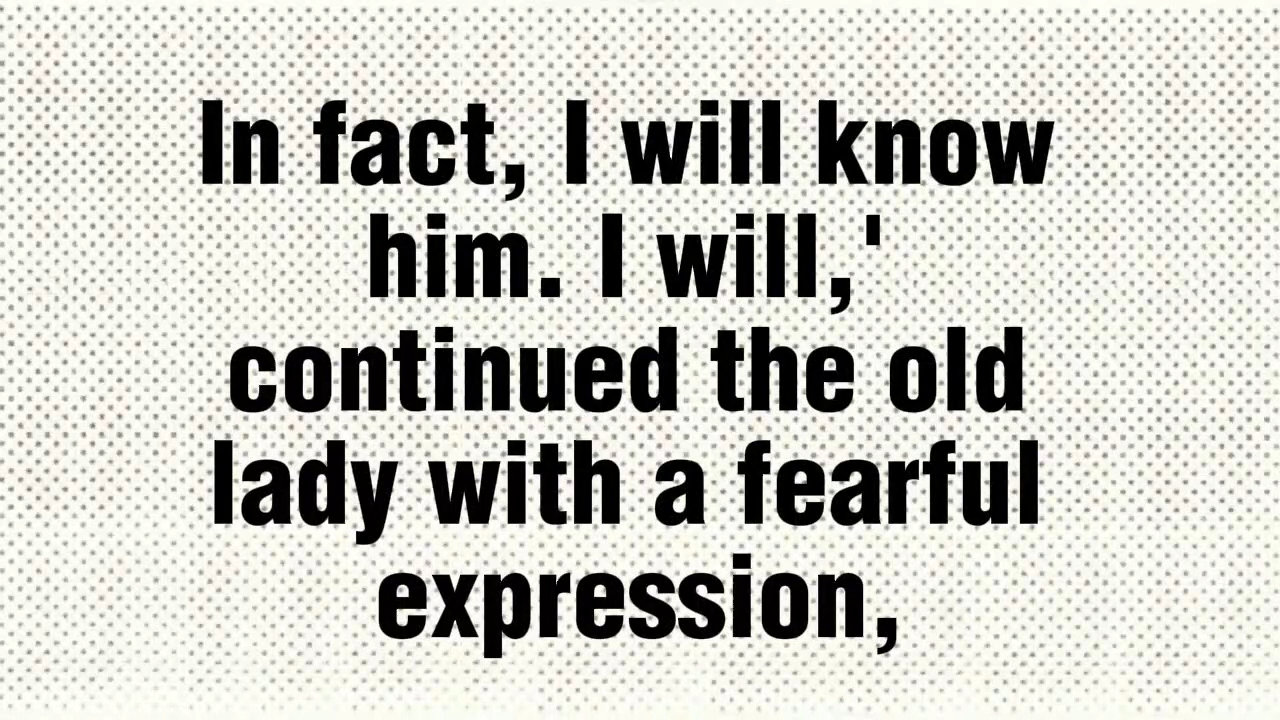 In fact, I will know
him. I will,'
continued the old
lady with a fearful
expression,